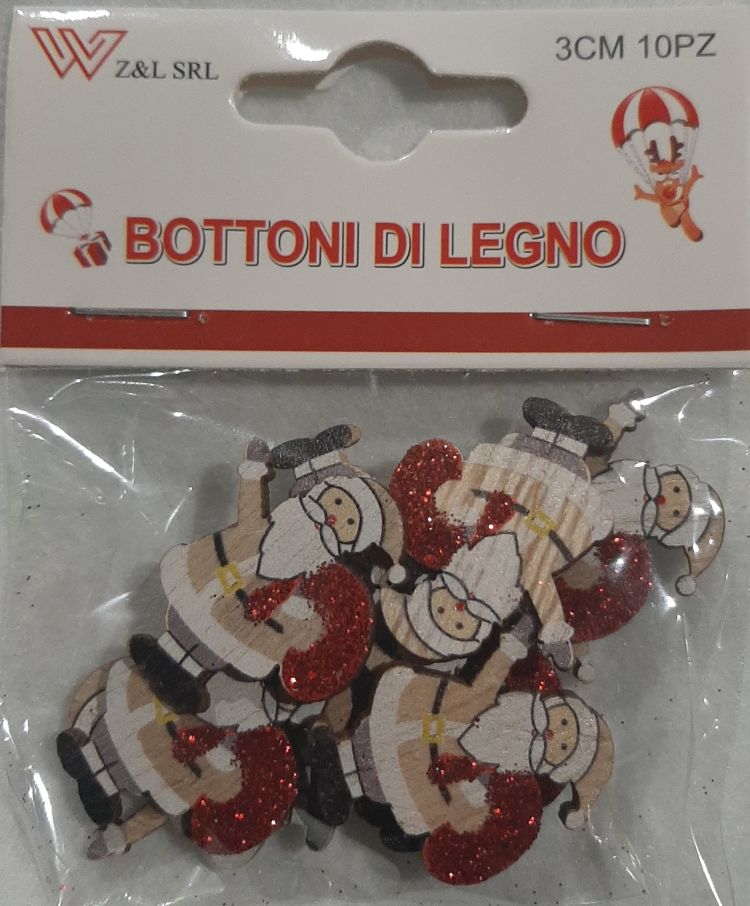 Z&L SRL
3CM 10PZ
BOTTONI DI LEGNO